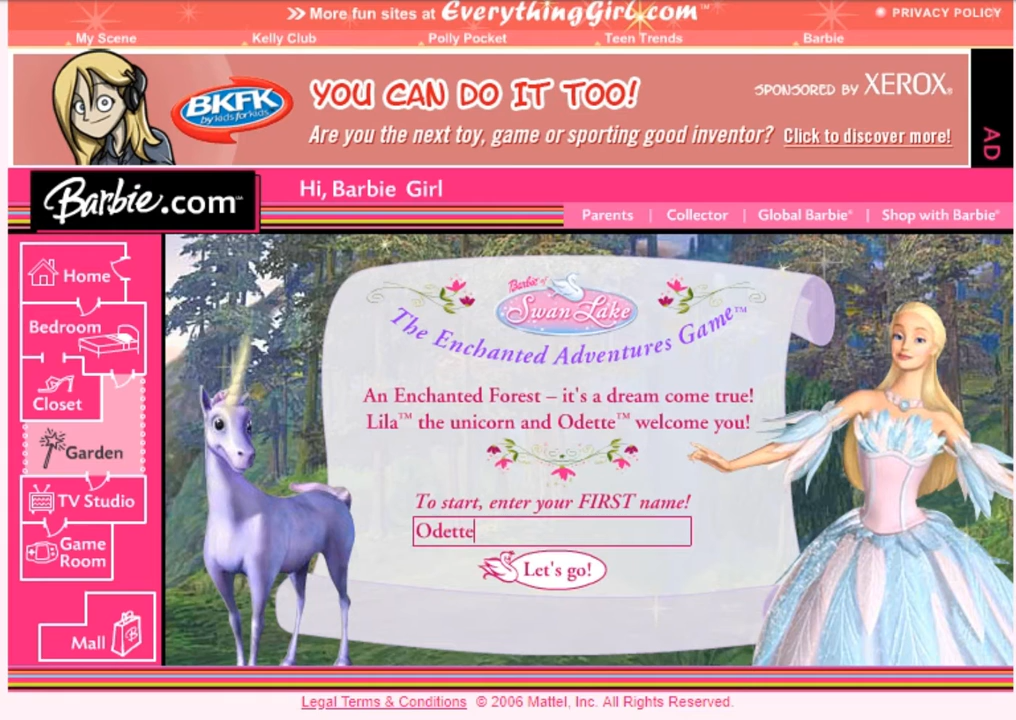 More fun sites at EverythingGirl.com™
PRIVACY POLICY
My Scene
Kelly Club
Polly Pocket
Teen Trends
Barbie
BKFK
by kids for kids
YOU CAN DO IT TOO!
SPONSORED BY XEROX®
Are you the next toy, game or sporting good inventor? Click to discover more!
AD
Barbie.com
Hi, Barbie Girl
Parents | Collector | Global Barbie® | Shop with Barbie®
Home
Bedroom
Closet
Garden
TV Studio
Game
Room
Mall
B
Barbie of
Swan Lake
The Enchanted Adventures Game™
An Enchanted Forest – it's a dream come true!
Lila™ the unicorn and Odette™ welcome you!
To start, enter your FIRST name!
Odette
Let's go!
Legal Terms & Conditions © 2006 Mattel, Inc. All Rights Reserved.